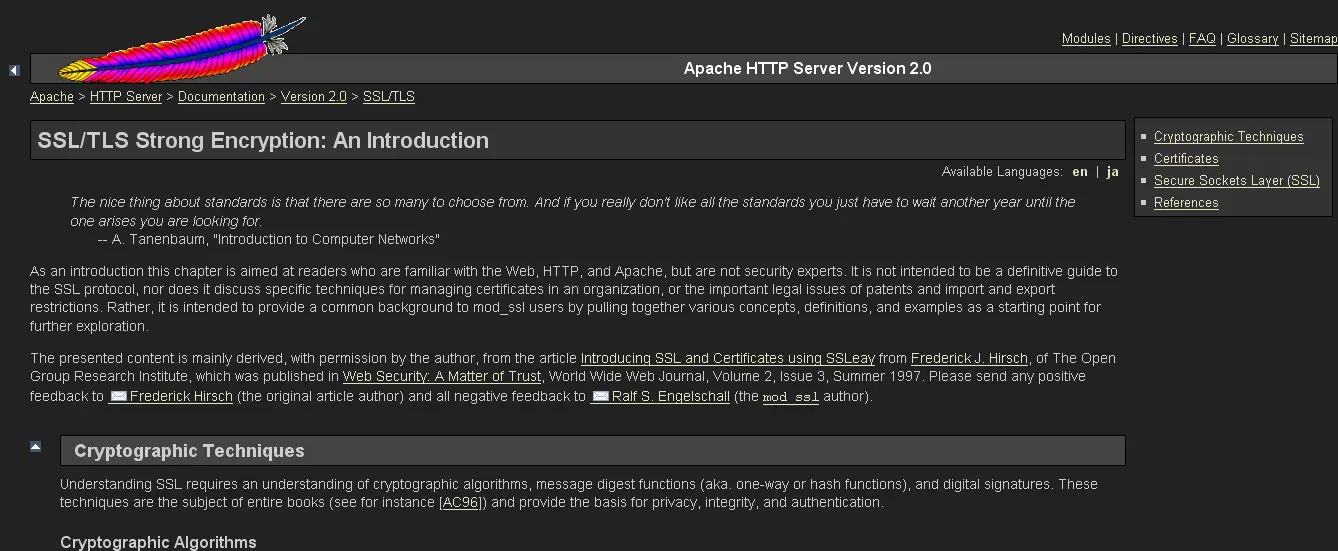 Modules | Directives | FAQ | Glossary | Sitemap
Apache HTTP Server Version 2.0
Apache > HTTP Server > Documentation > Version 2.0 > SSL/TLS
SSL/TLS Strong Encryption: An Introduction
Available Languages: en | ja
Cryptographic Techniques
Certificates
Secure Sockets Layer (SSL)
References
The nice thing about standards is that there are so many to choose from. And if you really don't like all the standards you just have to wait another year until the
one arises you are looking for.
-- A. Tanenbaum, "Introduction to Computer Networks"
As an introduction this chapter is aimed at readers who are familiar with the Web, HTTP, and Apache, but are not security experts. It is not intended to be a definitive guide to
the SSL protocol, nor does it discuss specific techniques for managing certificates in an organization, or the important legal issues of patents and import and export
restrictions. Rather, it is intended to provide a common background to mod_ssl users by pulling together various concepts, definitions, and examples as a starting point for
further exploration.
The presented content is mainly derived, with permission by the author, from the article Introducing SSL and Certificates using SSLeay from Frederick J. Hirsch, of The Open
Group Research Institute, which was published in Web Security: A Matter of Trust, World Wide Web Journal, Volume 2, Issue 3, Summer 1997. Please send any positive
feedback to Frederick Hirsch (the original article author) and all negative feedback to Ralf S. Engelschall (the mod_ssl author).
Cryptographic Techniques
Understanding SSL requires an understanding of cryptographic algorithms, message digest functions (aka. one-way or hash functions), and digital signatures. These
techniques are the subject of entire books (see for instance [AC96]) and provide the basis for privacy, integrity, and authentication.
Cryptographic Algorithms